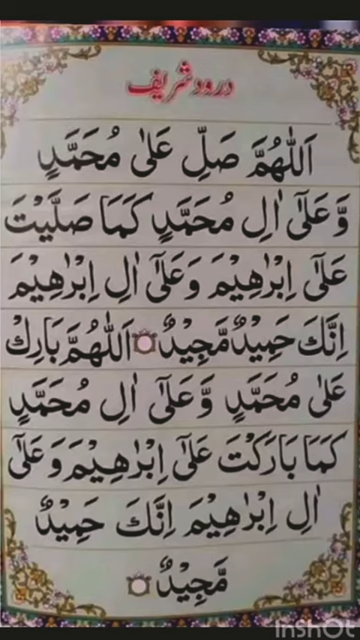 درود شریف
اَللّٰهُمَّ صَلِّ عَلٰی مُحَمَّدٍ
وَّعَلٰٓی اٰلِ مُحَمَّدٍ كَمَا صَلَّيْتَ
عَلٰٓی اِبْرٰهِيْمَ وَعَلٰٓی اٰلِ اِبْرٰهِيْمَ
اِنَّكَ حَمِيْدٌ مَّجِيْدٌ اَللّٰهُمَّ بَارِكْ
عَلٰی مُحَمَّدٍ وَّعَلٰٓی اٰلِ مُحَمَّدٍ
كَمَا بَارَكْتَ عَلٰٓی اِبْرٰهِيْمَ وَعَلٰٓی
اٰلِ اِبْرٰهِيْمَ اِنَّكَ حَمِيْدٌ
مَّجِيْدٌ
InShOt